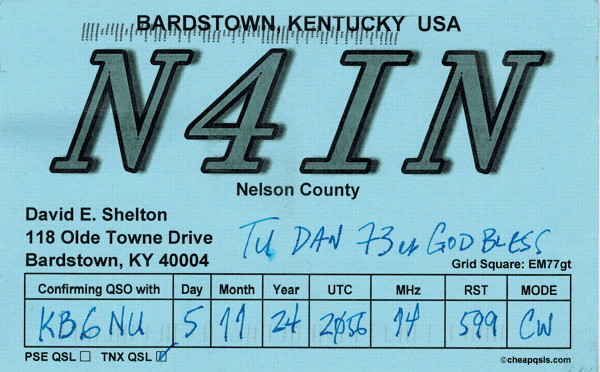 BARDSTOWN, KENTUCKY USA
N4IN
Nelson County
David E. Shelton
118 Olde Towne Drive
Bardstown, KY 40004
TU DAN 73 es GOD BLESS
Grid Square: EM77gt
Confirming QSO with Day Month Year UTC MHz RST MODE
KB6NU 5 11 24 2056 14 599 CW
PSE QSL TNX QSL
©cheapqsls.com